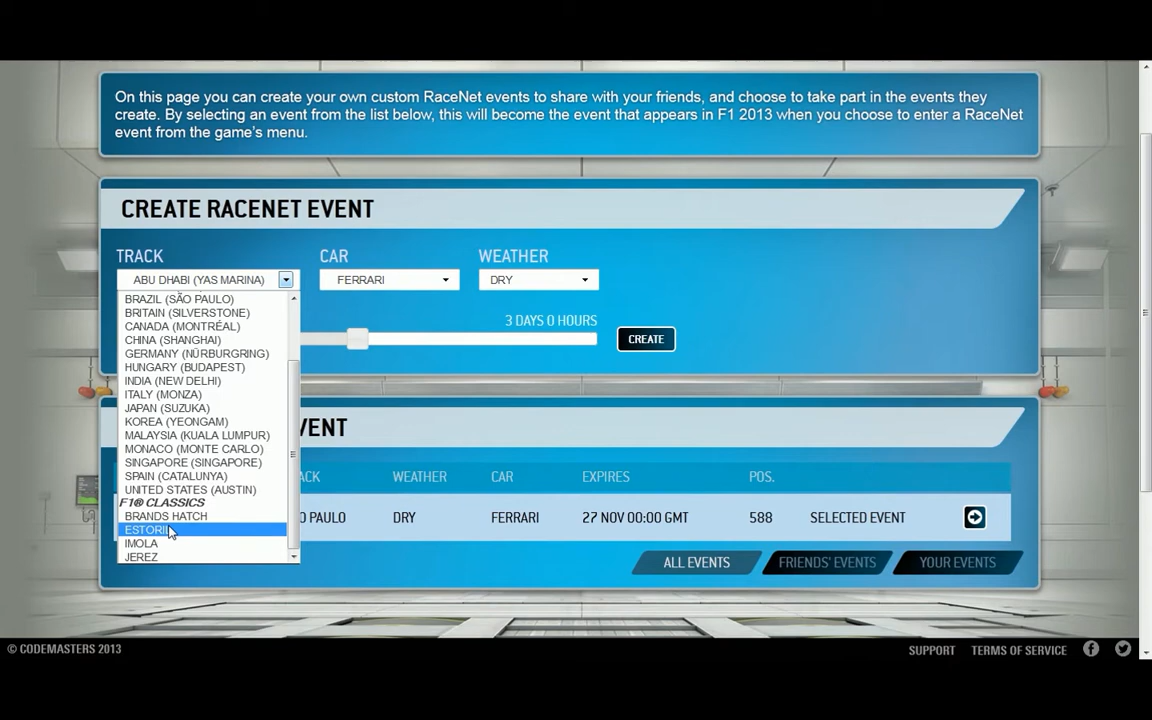 On this page you can create your own custom RaceNet events to share with your friends, and choose to take part in the events they
create. By selecting an event from the list below, this will become the event that appears in F1 2013 when you choose to enter a RaceNet
event from the game's menu.
CREATE RACENET EVENT
TRACK CAR WEATHER
ABU DHABI (YAS MARINA) FERRARI DRY
BRAZIL (SÃO PAULO)
BRITAIN (SILVERSTONE)
CANADA (MONTRÉAL)
CHINA (SHANGHAI)
GERMANY (NÜRBURGRING)
HUNGARY (BUDAPEST)
INDIA (NEW DELHI)
ITALY (MONZA)
JAPAN (SUZUKA)
KOREA (YEONGAM)
MALAYSIA (KUALA LUMPUR)
MONACO (MONTE CARLO)
SINGAPORE (SINGAPORE)
SPAIN (CATALUNYA)
UNITED STATES (AUSTIN)
F1® CLASSICS
BRANDS HATCH
ESTORIL
IMOLA
JEREZ
3 DAYS 0 HOURS
CREATE
VENT
ACK WEATHER CAR EXPIRES POS.
O PAULO DRY FERRARI 27 NOV 00:00 GMT 588 SELECTED EVENT
ALL EVENTS FRIENDS' EVENTS YOUR EVENTS
© CODEMASTERS 2013 SUPPORT TERMS OF SERVICE